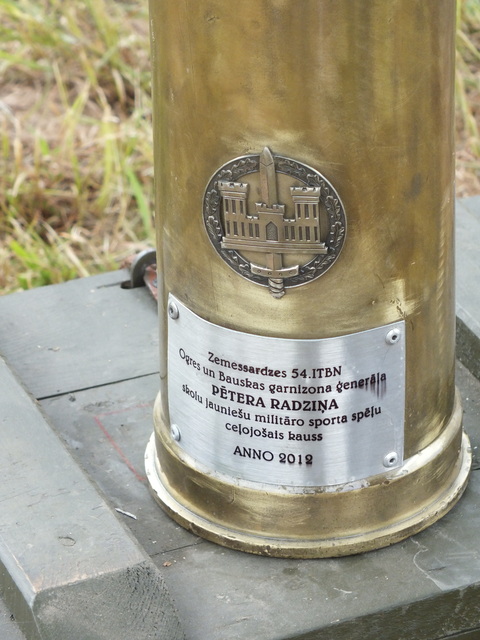 Zemessardzes 54.ITBN
Ogres un Bauskas garnizona ģenerāļa
PĒTERA RADZIŅA
skolu jauniešu militāro sporta spēļu
ceļojošais kauss
ANNO 2012